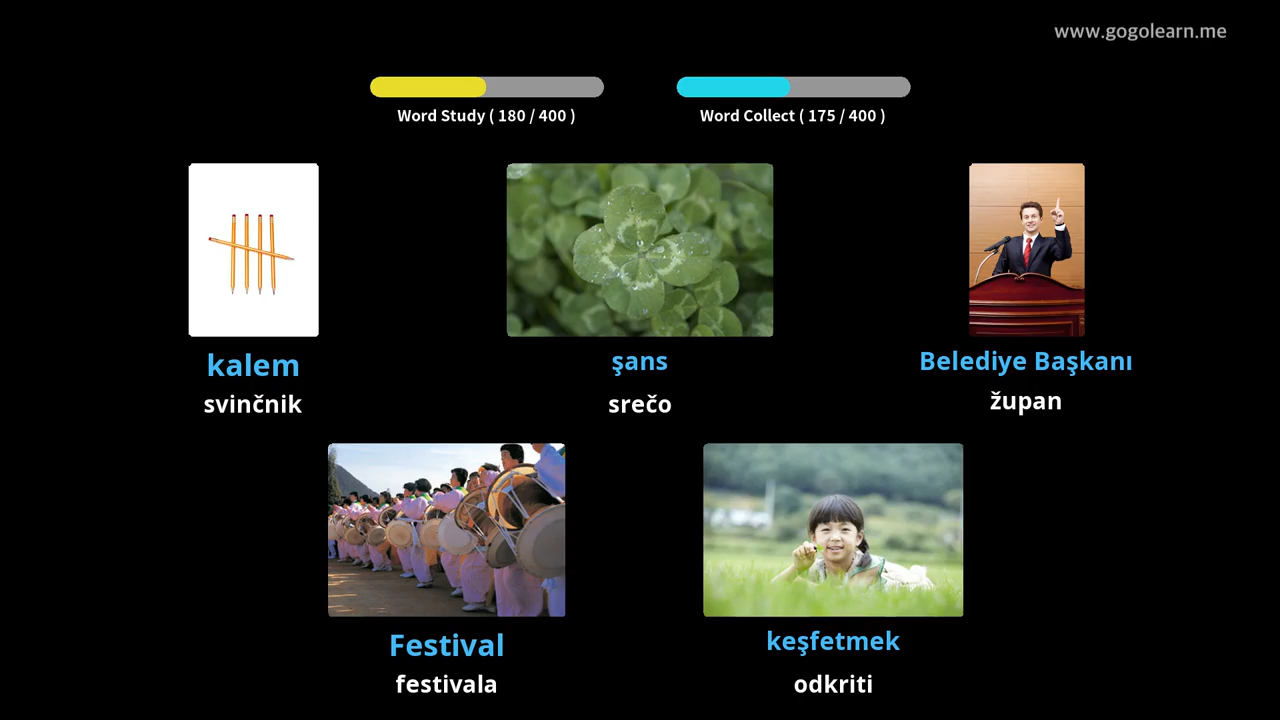 www.gogolearn.me
Word Study ( 180 / 400 )
Word Collect ( 175 / 400 )
kalem
svinčnik
şans
srečo
Belediye Başkanı
župan
Festival
festivala
keşfetmek
odkriti